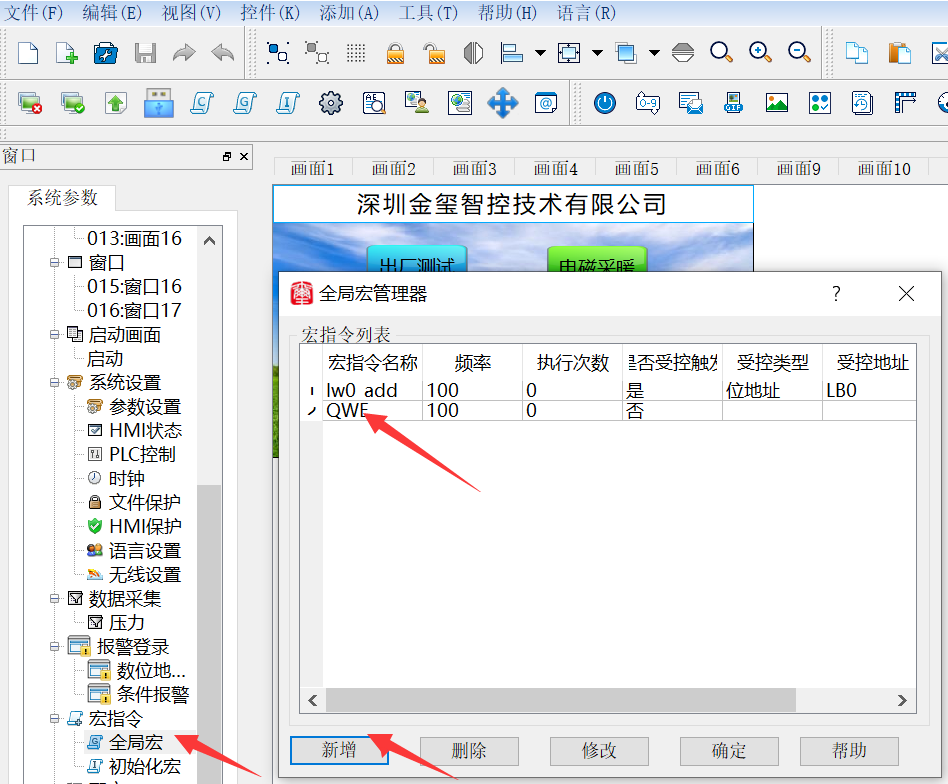 文件(F) 编辑(E) 视图(V) 控件(K) 添加(A) 工具(T) 帮助(H) 语言(R)
窗口
系统参数
画面1 画面2 画面3 画面4 画面5 画面6 画面9 画面10
深圳金玺智控技术有限公司
出厂测试 电磁采暖
013:画面16
窗口
015:窗口16
016:窗口17
启动画面
启动
系统设置
参数设置
HMI状态
PLC控制
时钟
文件保护
HMI保护
语言设置
无线设置
数据采集
压力
报警登录
数位地...
条件报警
宏指令
全局宏
初始化宏
全局宏管理器
宏指令列表
宏指令名称 频率 执行次数 是否受控触发 受控类型 受控地址
lw0_add 100 0 是 位地址 LB0
QWE 100 0 否
新增 删除 修改 确定 帮助